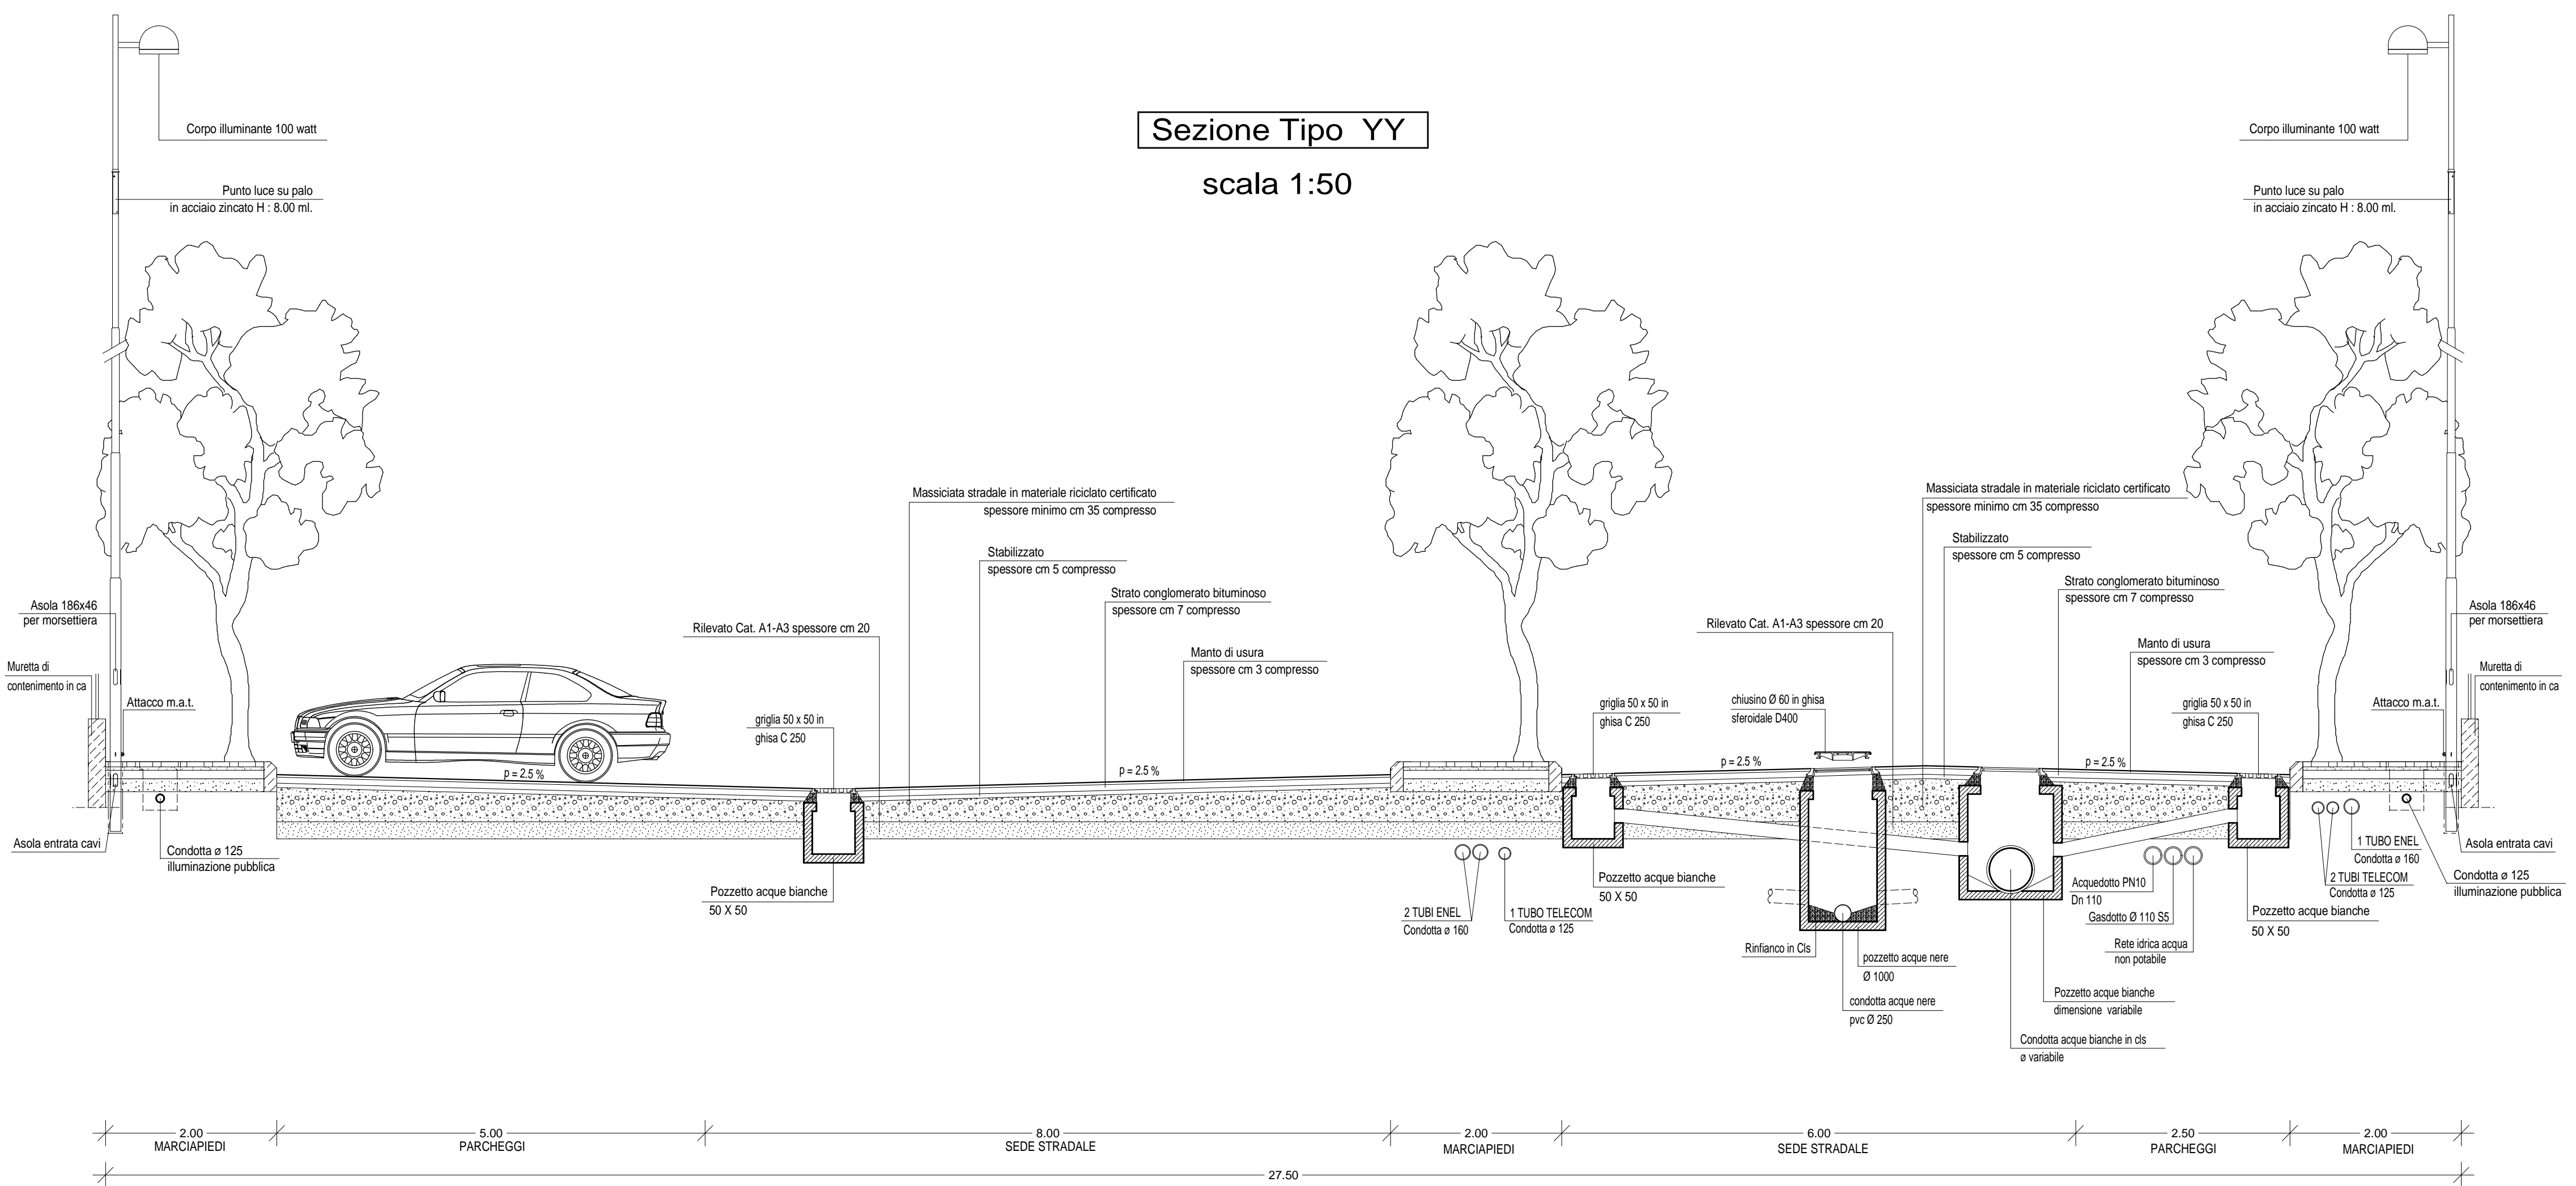 Sezione Tipo YY
scala 1:50
Corpo illuminante 100 watt
Punto luce su palo
in acciaio zincato H : 8.00 ml.
Corpo illuminante 100 watt
Punto luce su palo
in acciaio zincato H : 8.00 ml.
Massiciata stradale in materiale riciclato certificato
spessore minimo cm 35 compresso
Stabilizzato
spessore cm 5 compresso
Strato conglomerato bituminoso
spessore cm 7 compresso
Rilevato Cat. A1-A3 spessore cm 20
Manto di usura
spessore cm 3 compresso
Massiciata stradale in materiale riciclato certificato
spessore minimo cm 35 compresso
Stabilizzato
spessore cm 5 compresso
Strato conglomerato bituminoso
spessore cm 7 compresso
Rilevato Cat. A1-A3 spessore cm 20
Manto di usura
spessore cm 3 compresso
Asola 186x46
per morsettiera
Muretta di
contenimento in ca
Attacco m.a.t.
griglia 50 x 50 in
ghisa C 250
griglia 50 x 50 in
ghisa C 250
chiusino Ø 60 in ghisa
sferoidale D400
griglia 50 x 50 in
ghisa C 250
Asola 186x46
per morsettiera
Muretta di
contenimento in ca
Attacco m.a.t.
p = 2.5 %
p = 2.5 %
p = 2.5 %
p = 2.5 %
Asola entrata cavi
Condotta ø 125
illuminazione pubblica
Pozzetto acque bianche
50 X 50
2 TUBI ENEL
Condotta ø 160
1 TUBO TELECOM
Condotta ø 125
Pozzetto acque bianche
50 X 50
Rinfianco in Cls
pozzetto acque nere
Ø 1000
condotta acque nere
pvc Ø 250
Acquedotto PN10
Dn 110
Gasdotto Ø 110 S5
Rete idrica acqua
non potabile
Pozzetto acque bianche
dimensione variabile
Condotta acque bianche in cls
ø variabile
1 TUBO ENEL
Condotta ø 160
2 TUBI TELECOM
Condotta ø 125
Pozzetto acque bianche
50 X 50
Asola entrata cavi
Condotta ø 125
illuminazione pubblica
2.00
MARCIAPIEDI
5.00
PARCHEGGI
8.00
SEDE STRADALE
2.00
MARCIAPIEDI
6.00
SEDE STRADALE
2.50
PARCHEGGI
2.00
MARCIAPIEDI
27.50